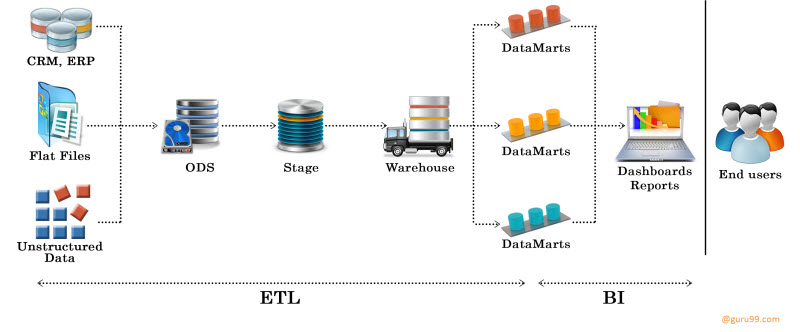 CRM, ERP
Flat Files
Unstructured
Data
ODS
Stage
Warehouse
DataMarts
DataMarts
DataMarts
Dashboards
Reports
End users
ETL
BI
@guru99.com